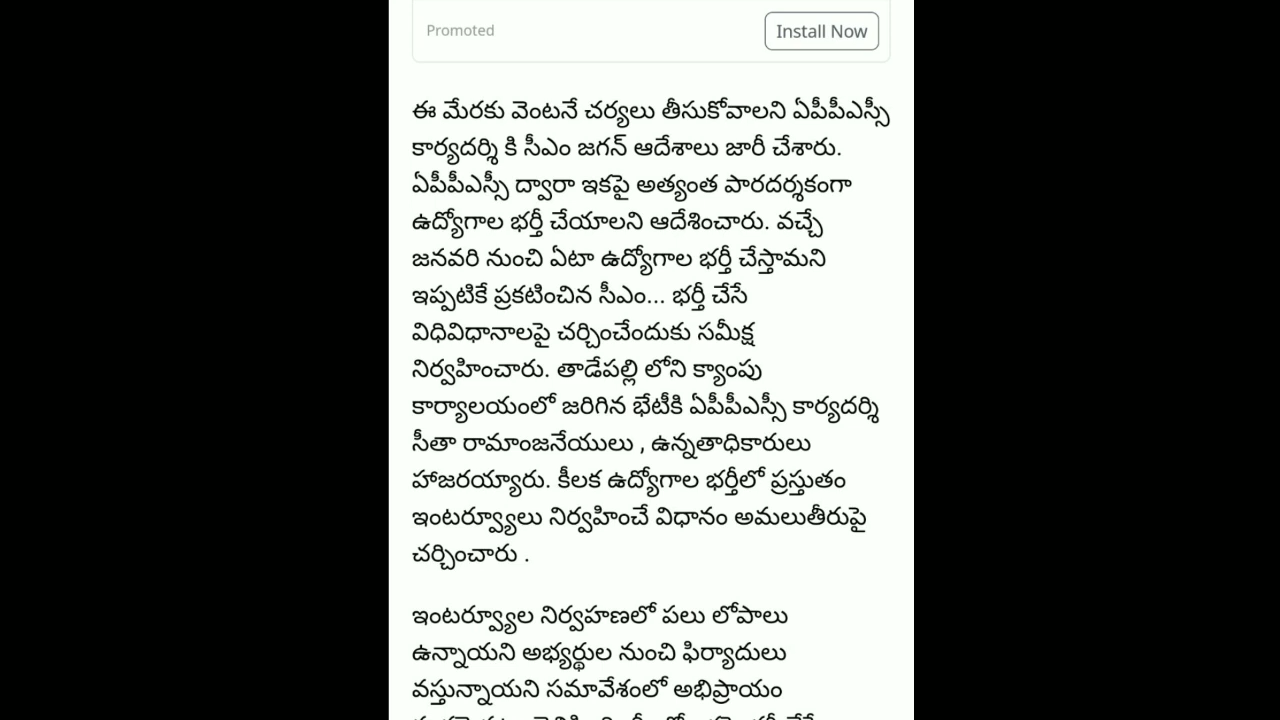 Promoted
Install Now
ఈ మేరకు వెంటనే చర్యలు తీసుకోవాలని ఏపీపీఎస్సీ
కార్యదర్శి కి సీఎం జగన్ ఆదేశాలు జారీ చేశారు.
ఏపీపీఎస్సీ ద్వారా ఇకపై అత్యంత పారదర్శకంగా
ఉద్యోగాల భర్తీ చేయాలని ఆదేశించారు. వచ్చే
జనవరి నుంచి ఏటా ఉద్యోగాల భర్తీ చేస్తామని
ఇప్పటికే ప్రకటించిన సీఎం... భర్తీ చేసే
విధివిధానాలపై చర్చించేందుకు సమీక్ష
నిర్వహించారు. తాడేపల్లి లోని క్యాంపు
కార్యాలయంలో జరిగిన భేటీకి ఏపీపీఎస్సీ కార్యదర్శి
సీతా రామాంజనేయులు , ఉన్నతాధికారులు
హాజరయ్యారు. కీలక ఉద్యోగాల భర్తీలో ప్రస్తుతం
ఇంటర్వ్యూలు నిర్వహించే విధానం అమలుతీరుపై
చర్చించారు .
ఇంటర్వ్యూల నిర్వహణలో పలు లోపాలు
ఉన్నాయని అభ్యర్థుల నుంచి ఫిర్యాదులు
వస్తున్నాయని సమావేశంలో అభిప్రాయం